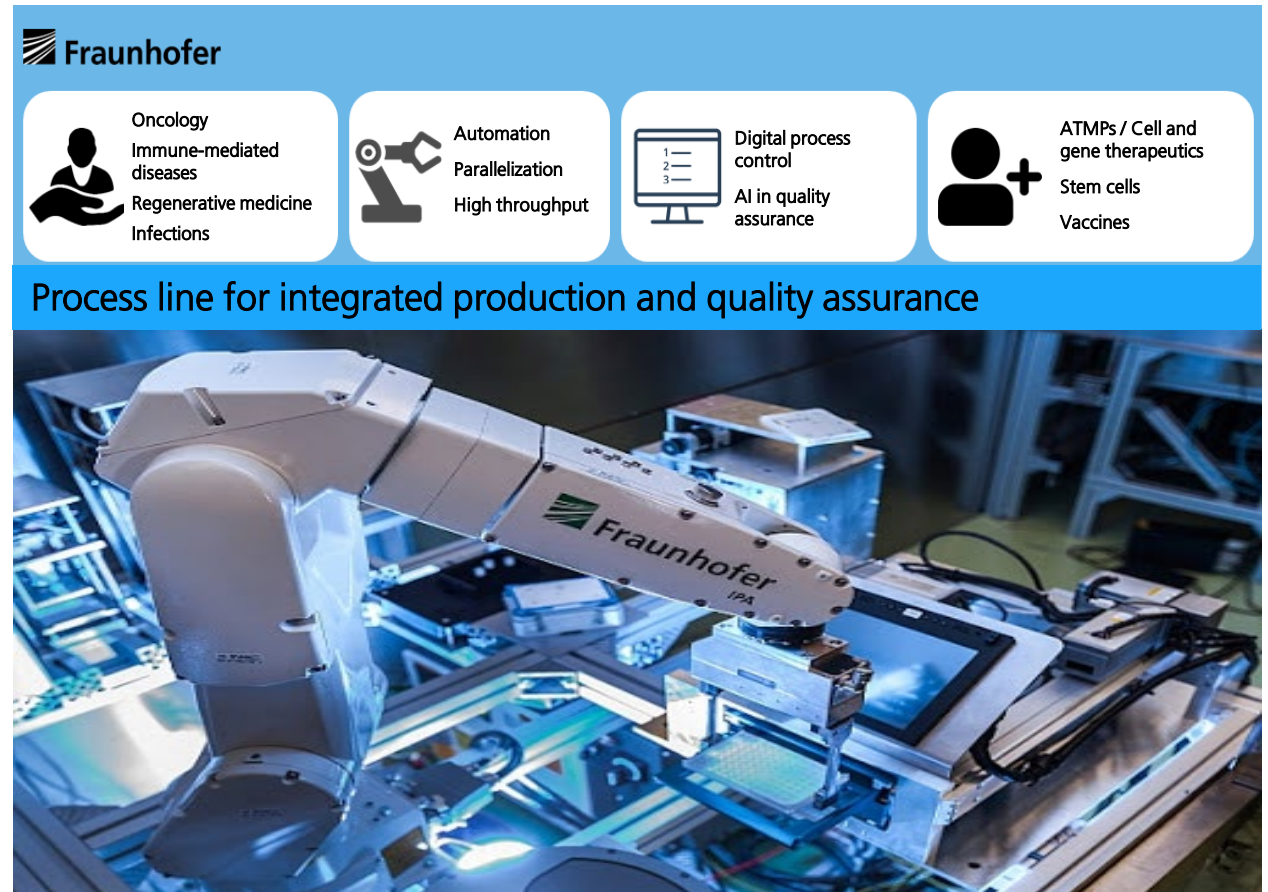 Fraunhofer
Oncology
Immune-mediated
diseases
Regenerative medicine
Infections
Automation
Parallelization
High throughput
1
2
3
Digital process
control
AI in quality
assurance
ATMPs / Cell and
gene therapeutics
Stem cells
Vaccines
Process line for integrated production and quality assurance
Fraunhofer
IPA